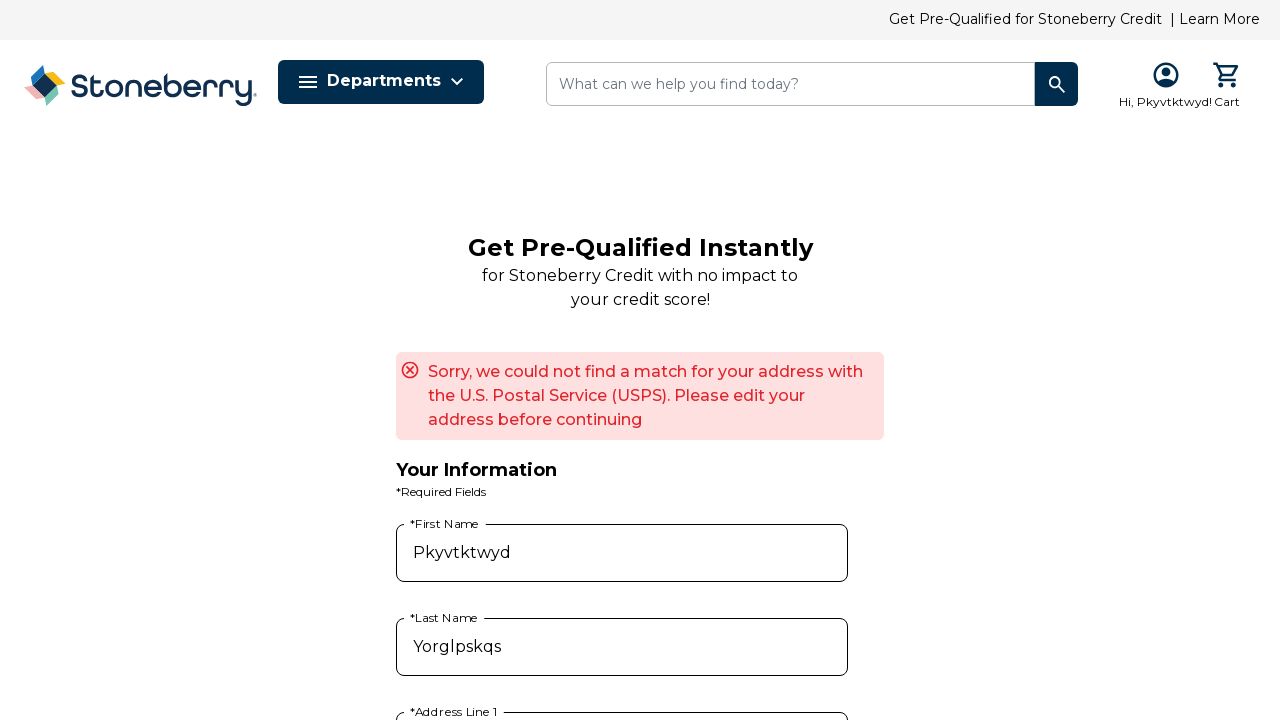 Get Pre-Qualified for Stoneberry Credit | Learn More
Stoneberry®
Departments
What can we help you find today?
Hi, Pkyvtktwyd! Cart
Get Pre-Qualified Instantly
for Stoneberry Credit with no impact to
your credit score!
Sorry, we could not find a match for your address with
the U.S. Postal Service (USPS). Please edit your
address before continuing
Your Information
*Required Fields
*First Name
Pkyvtktwyd
*Last Name
Yorglpskqs
*Address Line 1